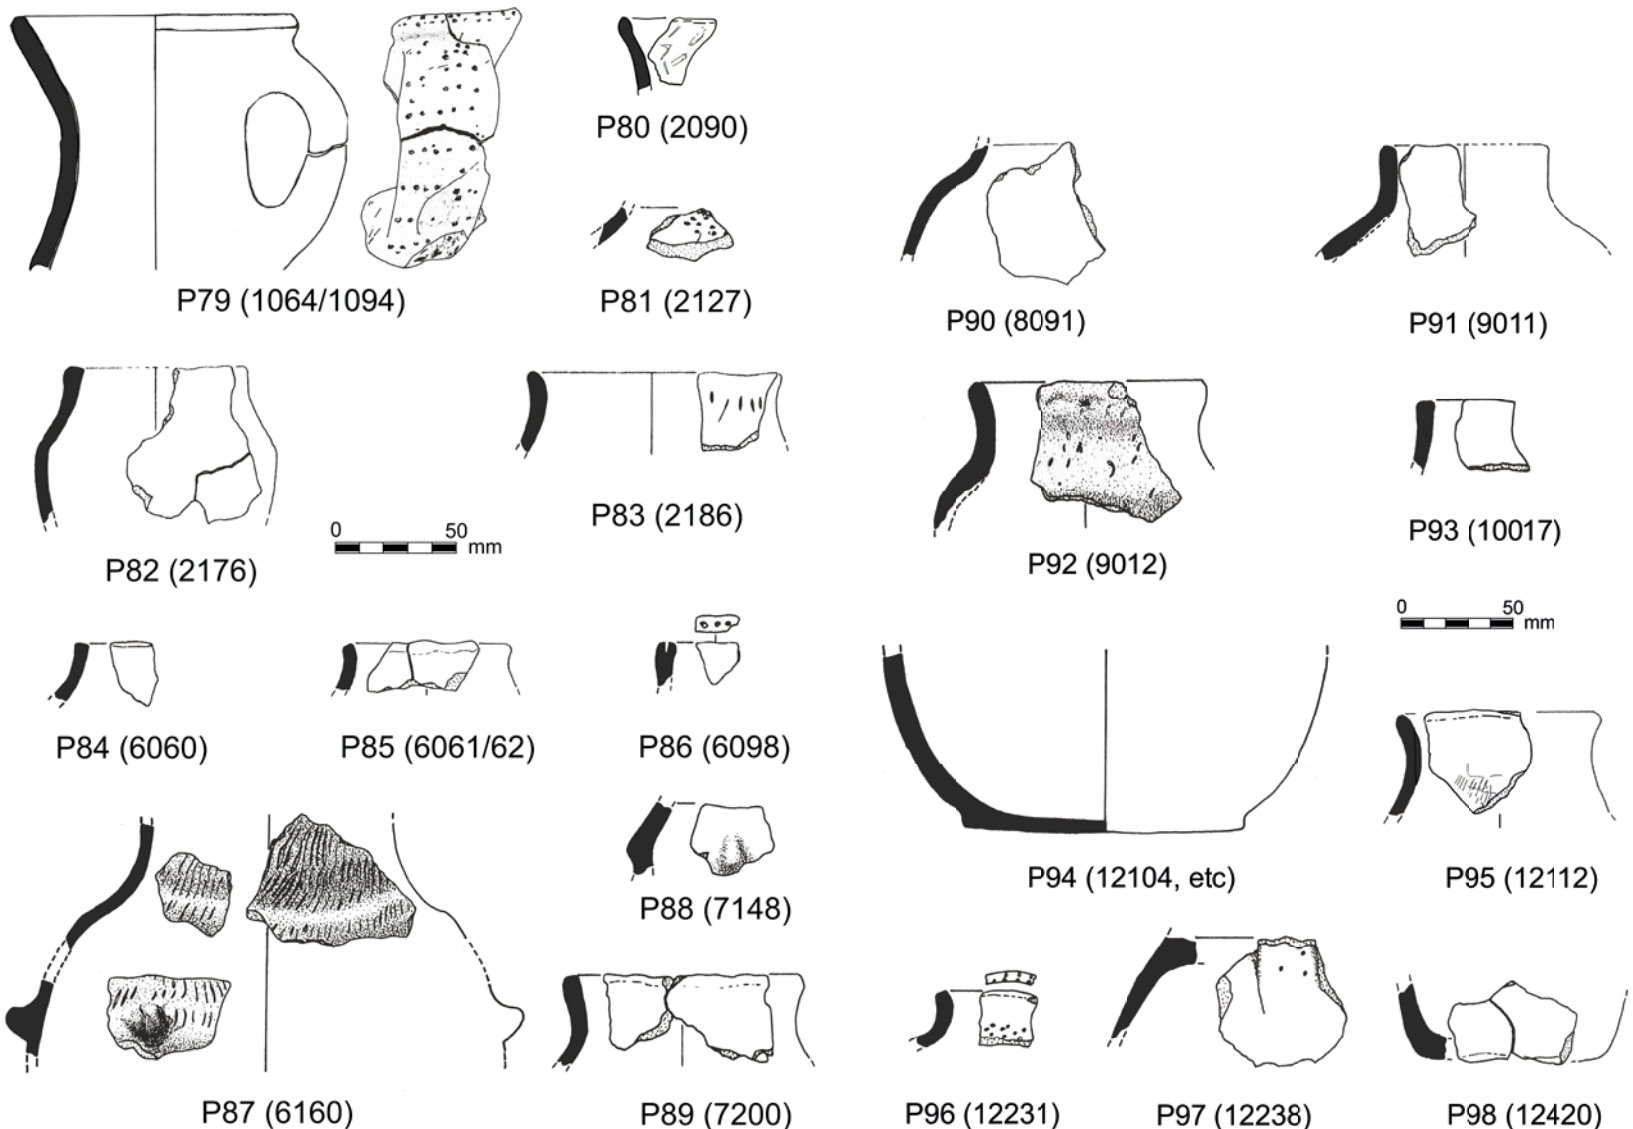 P79 (1064/1094)
P80 (2090)
P81 (2127)
P90 (8091)
P91 (9011)
P82 (2176)
0 50 mm
P83 (2186)
P92 (9012)
P93 (10017)
0 50 mm
P84 (6060)
P85 (6061/62)
P86 (6098)
P87 (6160)
P88 (7148)
P89 (7200)
P94 (12104, etc)
P95 (12112)
P96 (12231)
P97 (12238)
P98 (12420)